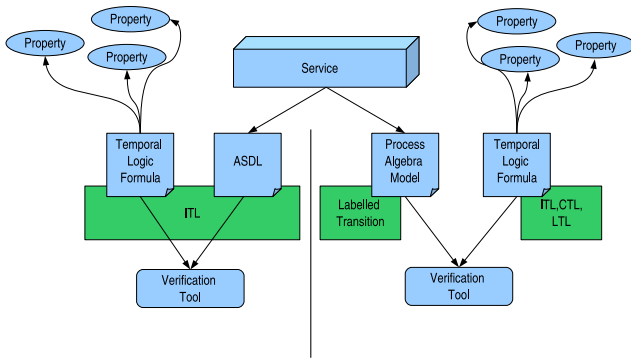 Property
Property
Property
Service
Property
Property
Property
Temporal
Logic
Formula
ASDL
ITL
Verification
Tool
Process
Algebra
Model
Labelled
Transition
Temporal
Logic
Formula
ITL,CTL,
LTL
Verification
Tool